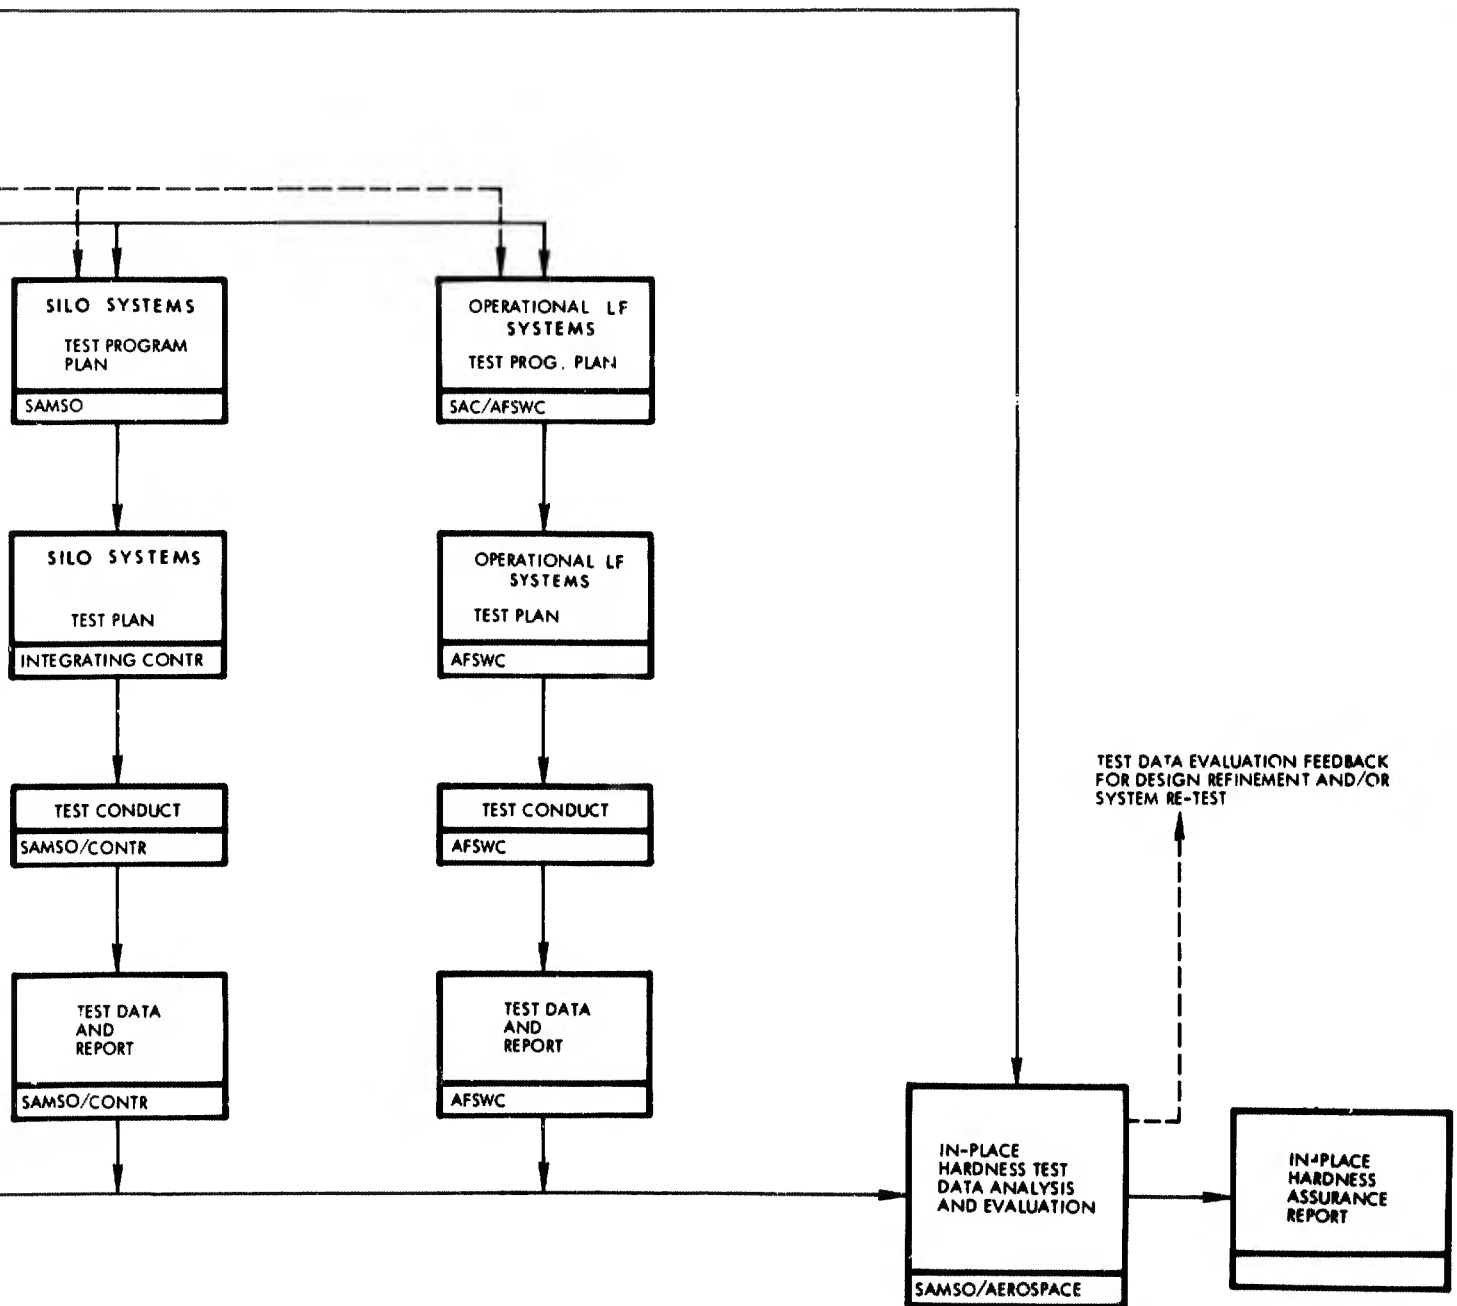 SILO SYSTEMS
TEST PROGRAM
PLAN
SAMSO
OPERATIONAL LF
SYSTEMS
TEST PROG. PLAN
SAC/AFSWC
SILO SYSTEMS
TEST PLAN
INTEGRATING CONTR
OPERATIONAL LF
SYSTEMS
TEST PLAN
AFSWC
TEST CONDUCT
SAMSO/CONTR
TEST CONDUCT
AFSWC
TEST DATA EVALUATION FEEDBACK
FOR DESIGN REFINEMENT AND/OR
SYSTEM RE-TEST
TEST DATA
AND
REPORT
SAMSO/CONTR
TEST DATA
AND
REPORT
AFSWC
IN-PLACE
HARDNESS TEST
DATA ANALYSIS
AND EVALUATION
SAMSO/AEROSPACE
IN-PLACE
HARDNESS
ASSURANCE
REPORT